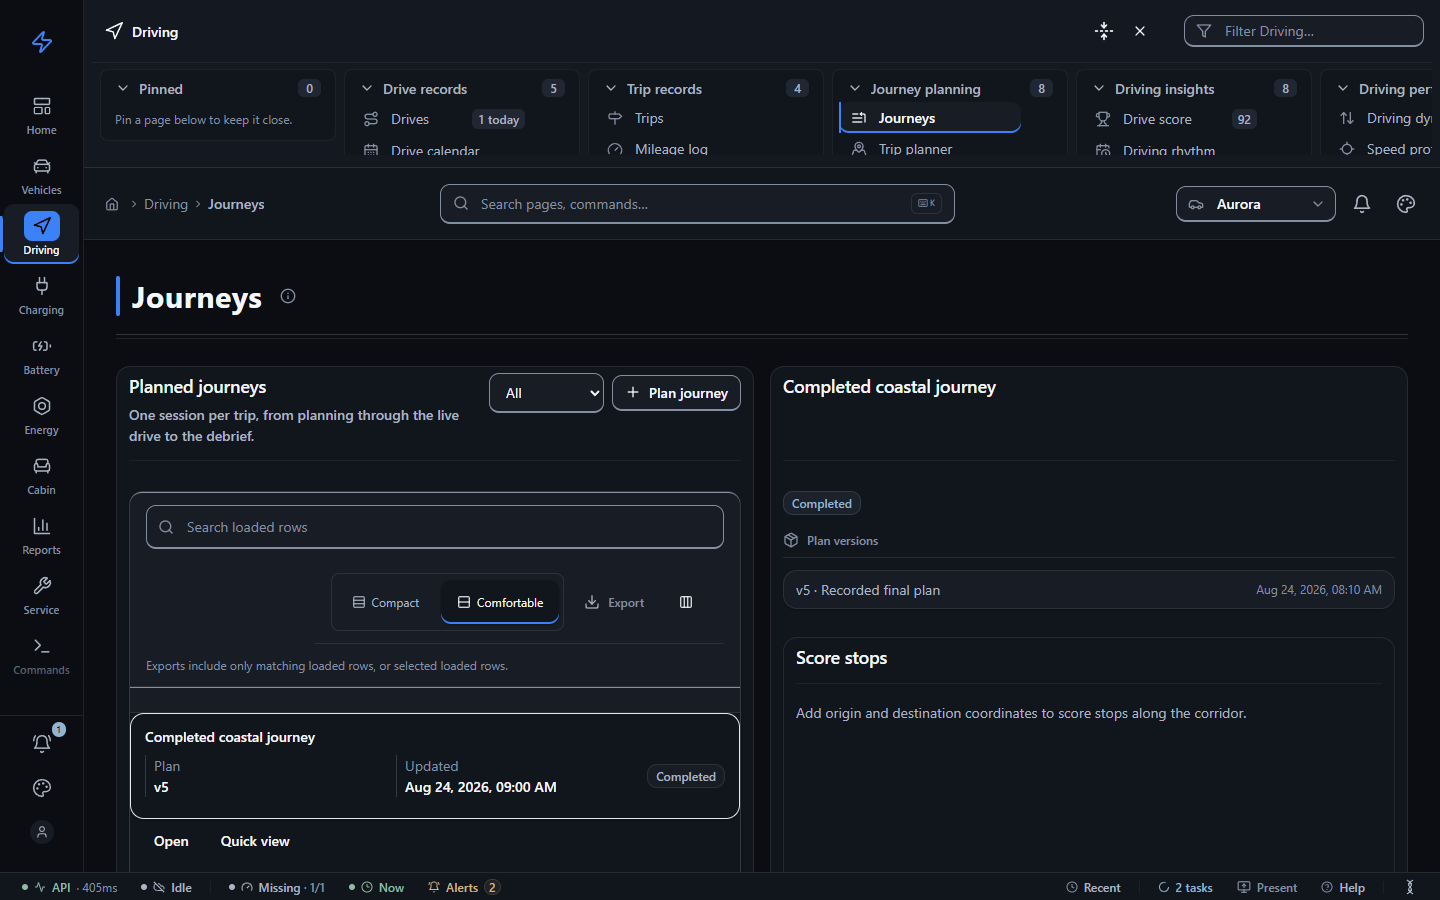 Driving
Filter Driving...
Pinned 0
Pin a page below to keep it close.
Drive records 5
Drives 1 today
Drive calendar
Trip records 4
Trips
Mileage log
Journey planning 8
Journeys
Trip planner
Driving insights 8
Drive score 92
Driving rhythm
Driving per
Driving dy
Speed pro
Home
Vehicles
Driving
Charging
Battery
Energy
Cabin
Reports
Service
Commands
1
Driving
Journeys
Search pages, commands...
K
Aurora
Journeys
Planned journeys
One session per trip, from planning through the live
drive to the debrief.
All
Plan journey
Search loaded rows
Compact
Comfortable
Export
Exports include only matching loaded rows, or selected loaded rows.
Completed coastal journey
Plan
v5
Updated
Aug 24, 2026, 09:00 AM
Completed
Open
Quick view
Completed coastal journey
Completed
Plan versions
v5 · Recorded final plan
Aug 24, 2026, 08:10 AM
Score stops
Add origin and destination coordinates to score stops along the corridor.
API · 405ms
Idle
Missing · 1/1
Now
Alerts 2
Recent
2 tasks
Present
Help